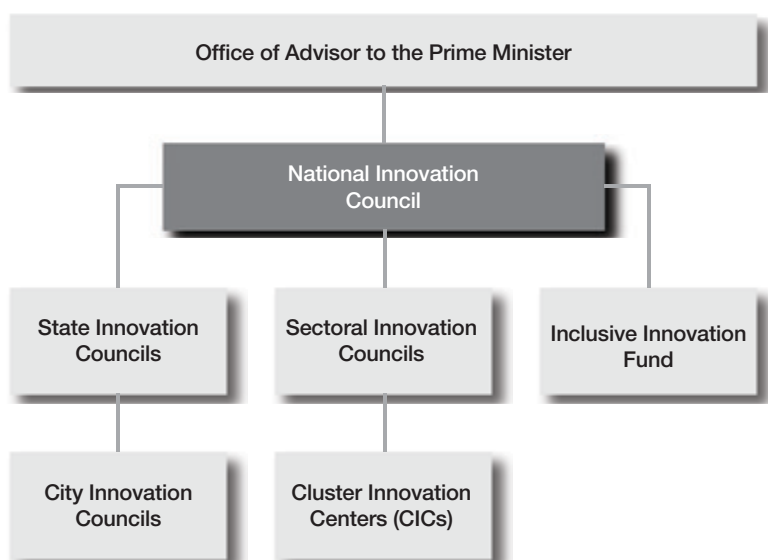 Office of Advisor to the Prime Minister
National Innovation
Council
State Innovation
Councils
Sectoral Innovation
Councils
Inclusive Innovation
Fund
City Innovation
Councils
Cluster Innovation
Centers (CICs)